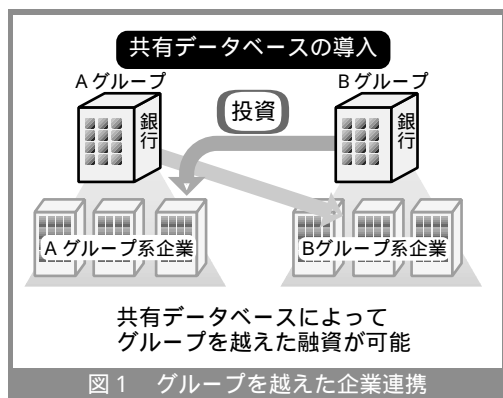 共有データベースの導入
Aグループ
Bグループ
投資
銀行
銀行
Aグループ系企業
Bグループ系企業
共有データベースによって
グループを越えた融資が可能
図1 グループを越えた企業連携